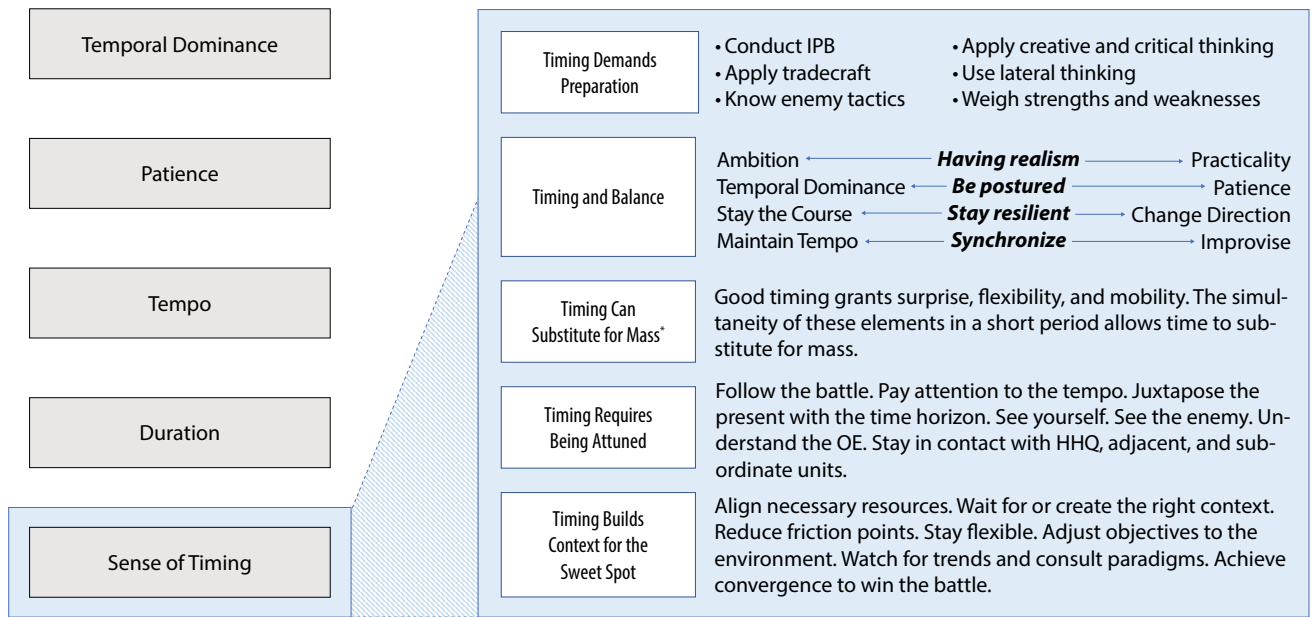 Temporal Dominance
Patience
Tempo
Duration
Sense of Timing
Timing Demands
Preparation
• Conduct IPB
• Apply tradecraft
• Know enemy tactics
• Apply creative and critical thinking
• Use lateral thinking
• Weigh strengths and weaknesses
Timing and Balance
Ambition Having realism Practicality
Temporal Dominance Be postured Patience
Stay the Course Stay resilient Change Direction
Maintain Tempo Synchronize Improvise
Timing Can
Substitute for Mass*
Good timing grants surprise, flexibility, and mobility. The simul-
taneity of these elements in a short period allows time to sub-
stitute for mass.
Timing Requires
Being Attuned
Follow the battle. Pay attention to the tempo. Juxtapose the
present with the time horizon. See yourself. See the enemy. Un-
derstand the OE. Stay in contact with HHQ, adjacent, and sub-
ordinate units.
Timing Builds
Context for the
Sweet Spot
Align necessary resources. Wait for or create the right context.
Reduce friction points. Stay flexible. Adjust objectives to the
environment. Watch for trends and consult paradigms. Achieve
convergence to win the battle.